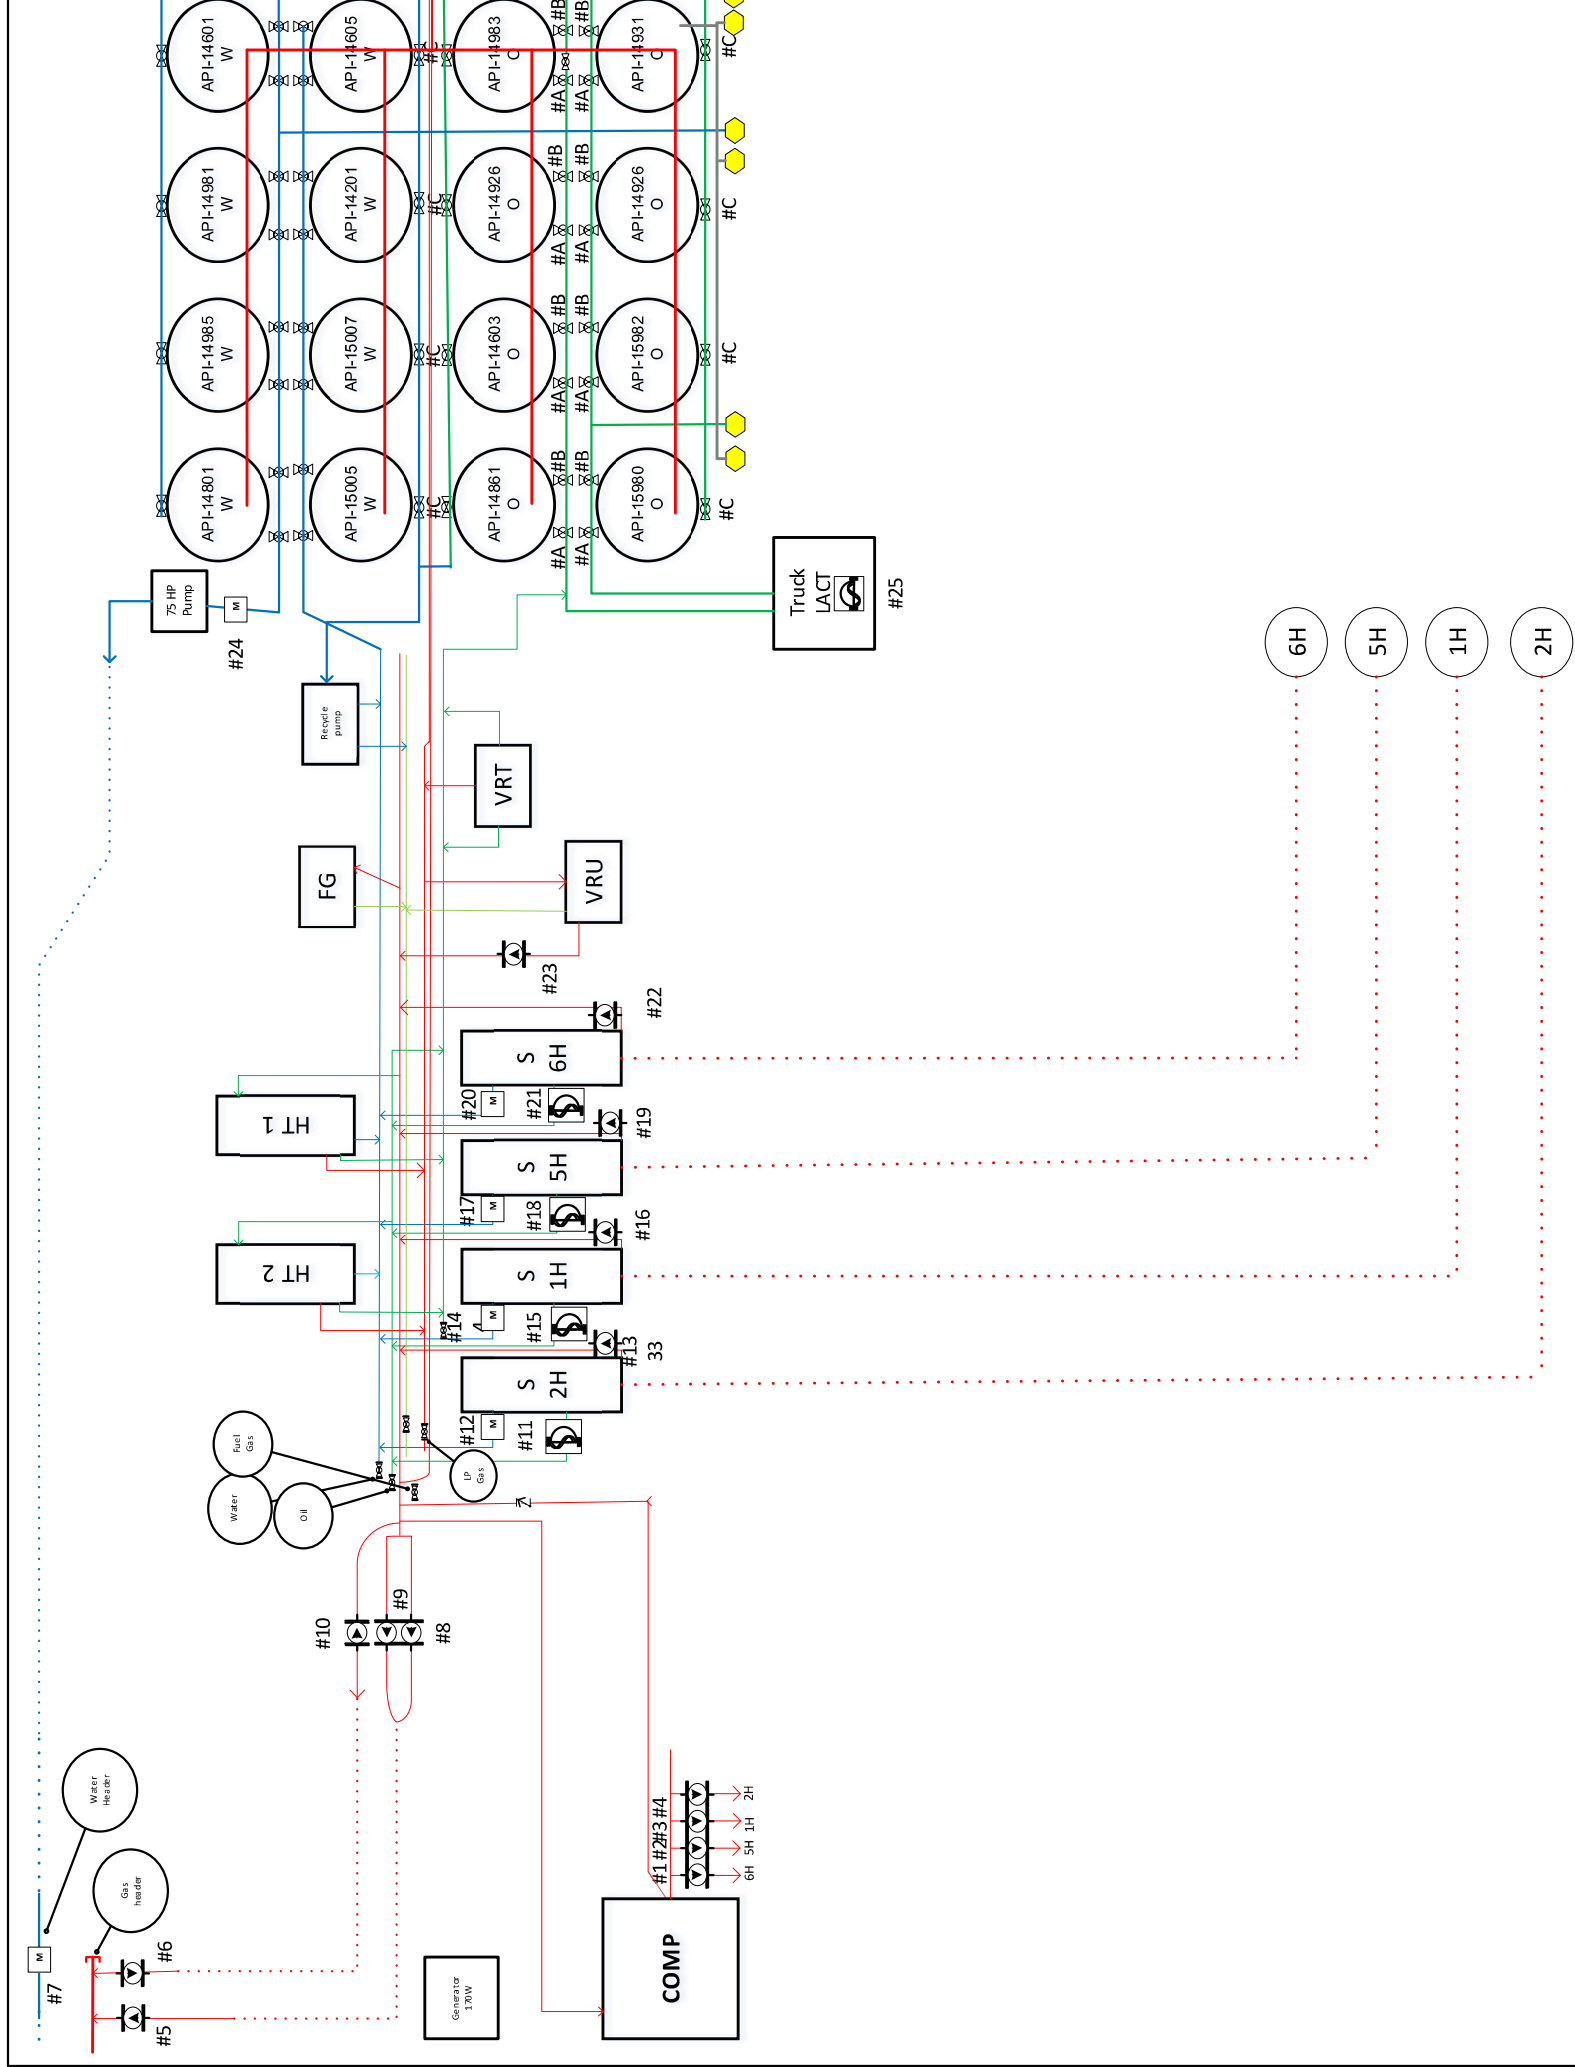 API-14601
W
API-14605
W
API-14983
O
API-14931
O
#B
#B
#A
#A
#C
#C
API-14981
W
API-14201
W
API-14926
O
API-14926
O
#B
#B
#A
#A
#C
#C
API-14985
W
API-15007
W
API-14603
O
API-15982
O
#B
#B
#A
#A
#C
#C
API-14801
W
API-15005
W
API-14861
O
API-15980
O
#B
#B
#A
#A
#C
#C
75 HP
Pump
M
#24
Truck
LACT
#25
Recycle
pump
VRT
FG
VRU
#23
6H
5H
1H
2H
#22
S
6H
HT 1
#20
M
#21
#19
S
5H
#17
M
#18
#16
HT 2
S
1H
#14
M
#15
#13
33
S
2H
#12
M
#11
Fuel
Gas
Water
Oil
LP
Gas
#10
#9
#8
Water
Header
Gas
header
M
#7
#6
#5
Generator
170W
COMP
#1
#2
#3
#4
6H
5H
1H
2H